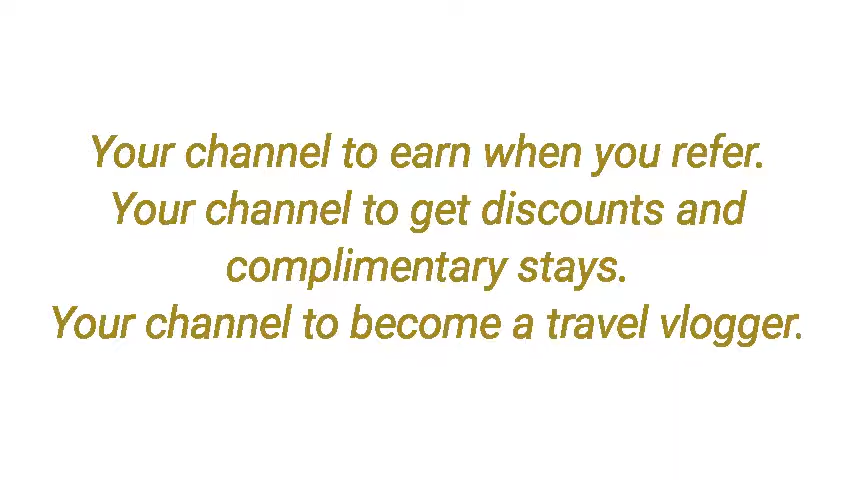 Your channel to earn when you refer.
Your channel to get discounts and
complimentary stays.
Your channel to become a travel vlogger.